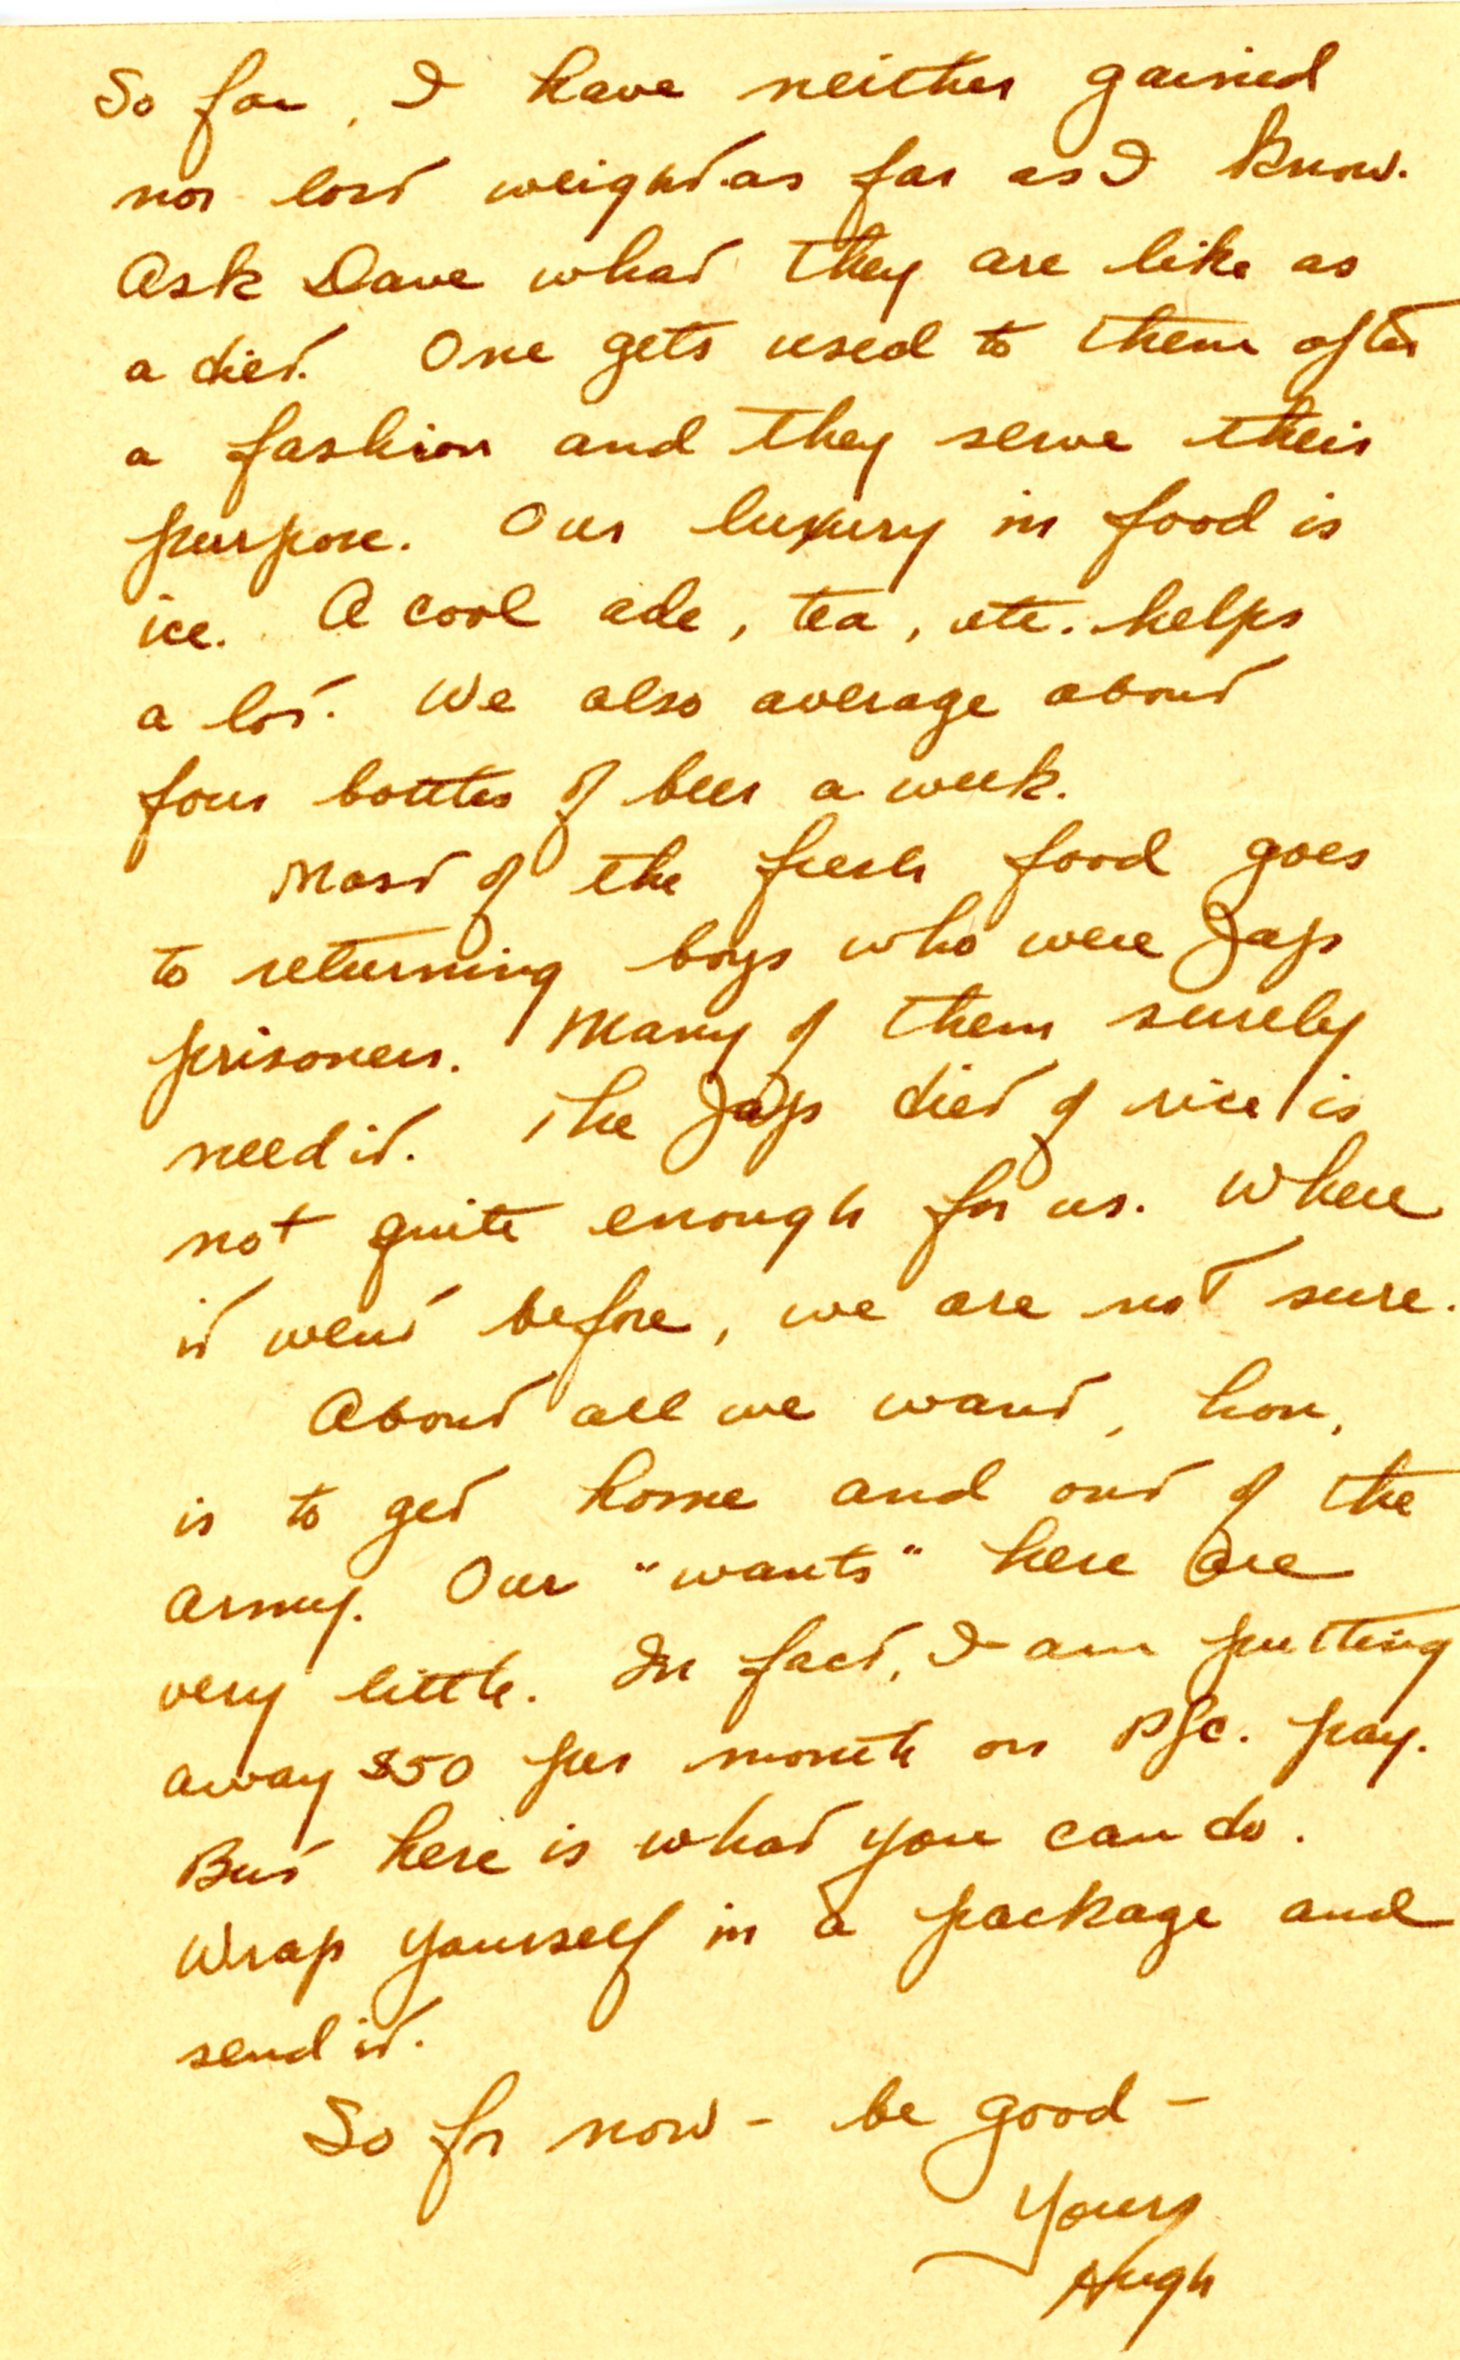 So far, I have neither gained
nor lost weight as far as I know.
Ask Dave what they are like as
a diet. One gets used to them after
a fashion and they serve their
purpose. Our luxury in food is
ice. A cool ade, tea, etc. helps
a lot. We also average about
four bottles of beer a week.
Most of the fresh food goes
to returning boys who were Jap
prisoners. Many of them surely
need it. The Jap diet of rice is
not quite enough for us. Where
it went before, we are not sure.
About all we want, hon,
is to get home and out of the
army. Our "wants" here are
very little. In fact, I am putting
away $50 per month on Pfc. pay.
But here is what you can do.
Wrap yourself in a package and
send it.
So for now - be good -
Yours
Hugh